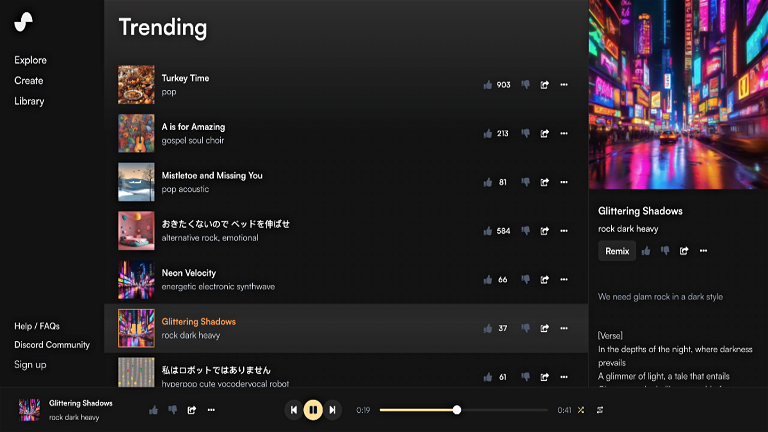 Explore
Create
Library
Help / FAQs
Discord Community
Sign up
Trending
Turkey Time
pop
903
A is for Amazing
gospel soul choir
213
Mistletoe and Missing You
pop acoustic
81
おきたくないので ベッドを伸ばせ
alternative rock, emotional
584
Neon Velocity
energetic electronic synthwave
66
Glittering Shadows
rock dark heavy
37
私はロボットではありません
hyperpop cute vocodervocal robot
61
Glittering Shadows
rock dark heavy
Remix
We need glam rock in a dark style
[Verse]
In the depths of the night, where darkness
prevails
A glimmer of light, a tale that entails
Glittering Shadows
rock dark heavy
0:19
0:41